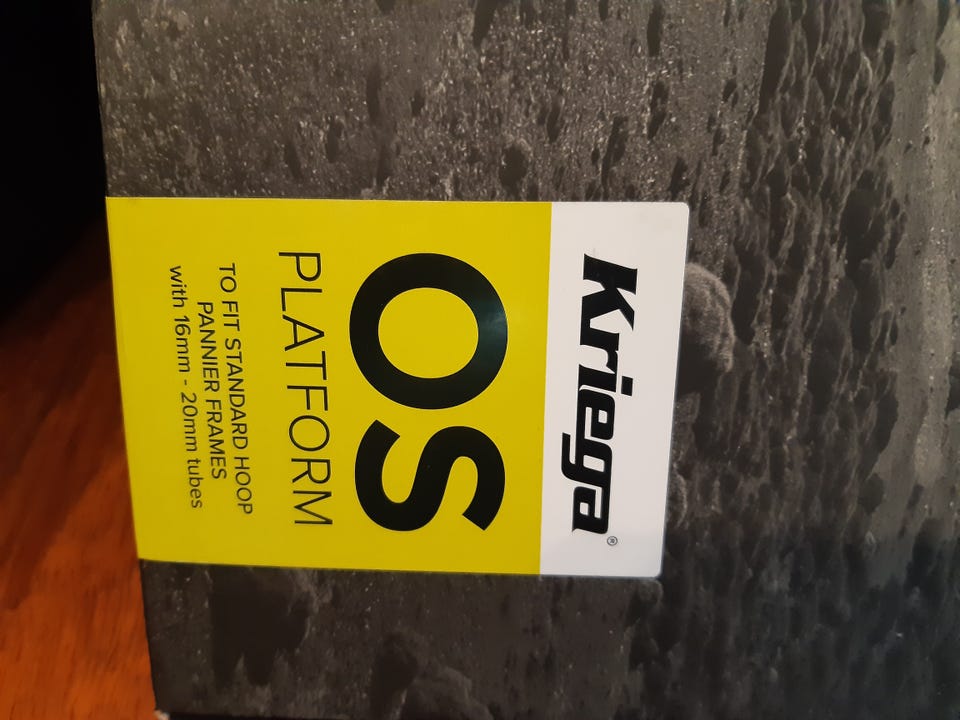 Kriega®
OS
PLATFORM
TO FIT STANDARD HOOP
PANNIER FRAMES
with 16mm - 20mm tubes